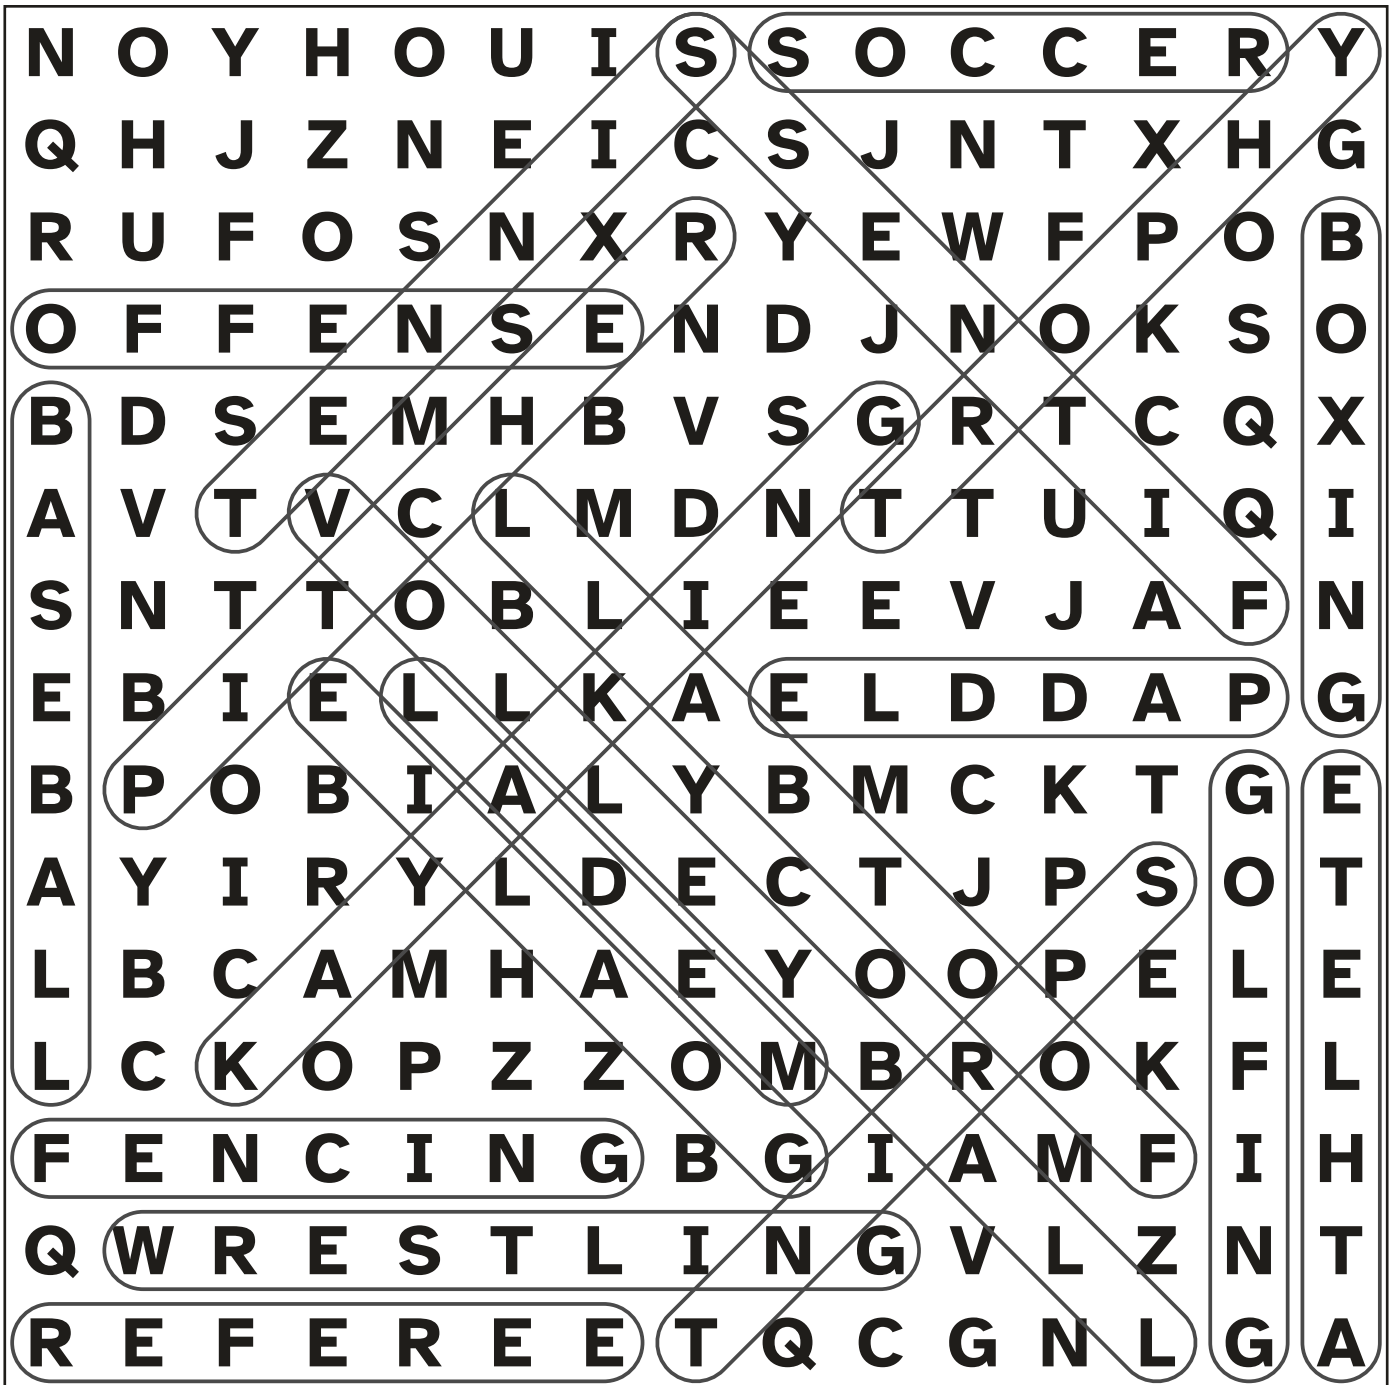 N O Y H O U I S S O C C E R Y
Q H J Z N E I C S J N T X H G
R U F O S N X R Y E W F P O B
O F F E N S E N D J N O K S O
B D S E M H B V S G R T C Q X
A V T V C L M D N T T U I Q I
S N T T O B L I E E V J A F N
E B I E L L K A E L D D A P G
B P O B I A L Y B M C K T G E
A Y I R Y L D E C T J P S O T
L B C A M H A E Y O O P E L E
L C K O P Z Z O M B R O K F L
F E N C I N G B G I A M F I H
Q W R E S T L I N G V L Z N T
R E F E R E E T Q C G N L G A